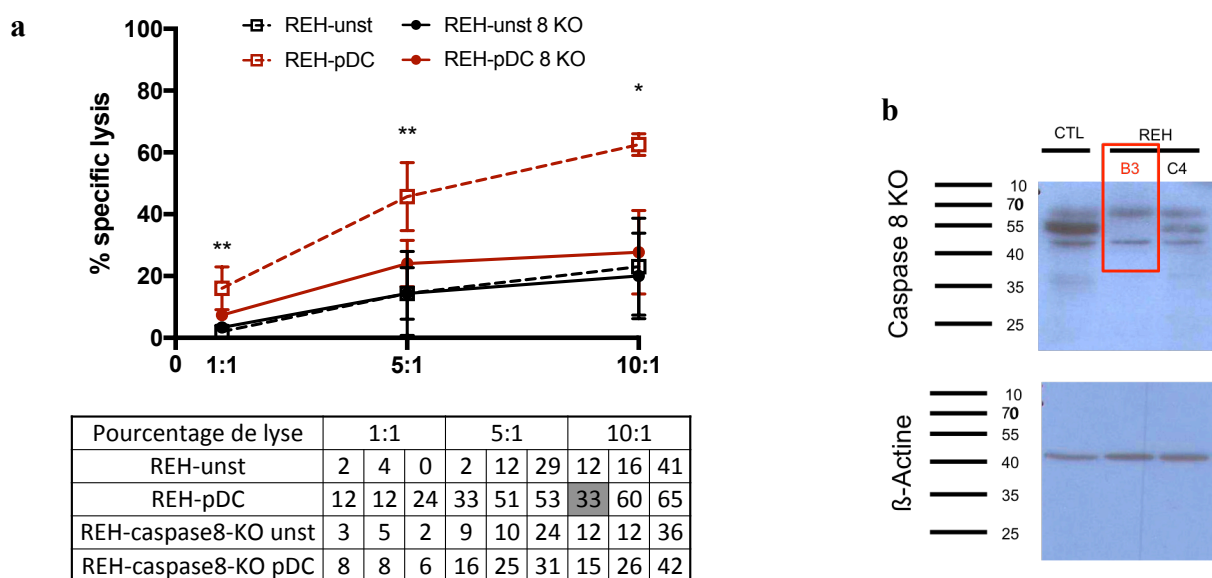 a
100
80
60
40
20
0
% specific lysis
REH-unst
REH-unst 8 KO
REH-pDC
REH-pDC 8 KO
**
**
*
0 1:1 5:1 10:1
Pourcentage de lyse 1:1 5:1 10:1
REH-unst 2 4 0 2 12 29 12 16 41
REH-pDC 12 12 24 33 51 53 33 60 65
REH-caspase8-KO unst 3 5 2 9 10 24 12 12 36
REH-caspase8-KO pDC 8 8 6 16 25 31 15 26 42
b
CTL REH
B3 C4
Caspase 8 KO
10
70
55
40
35
25
ß-Actine
10
70
55
40
35
25